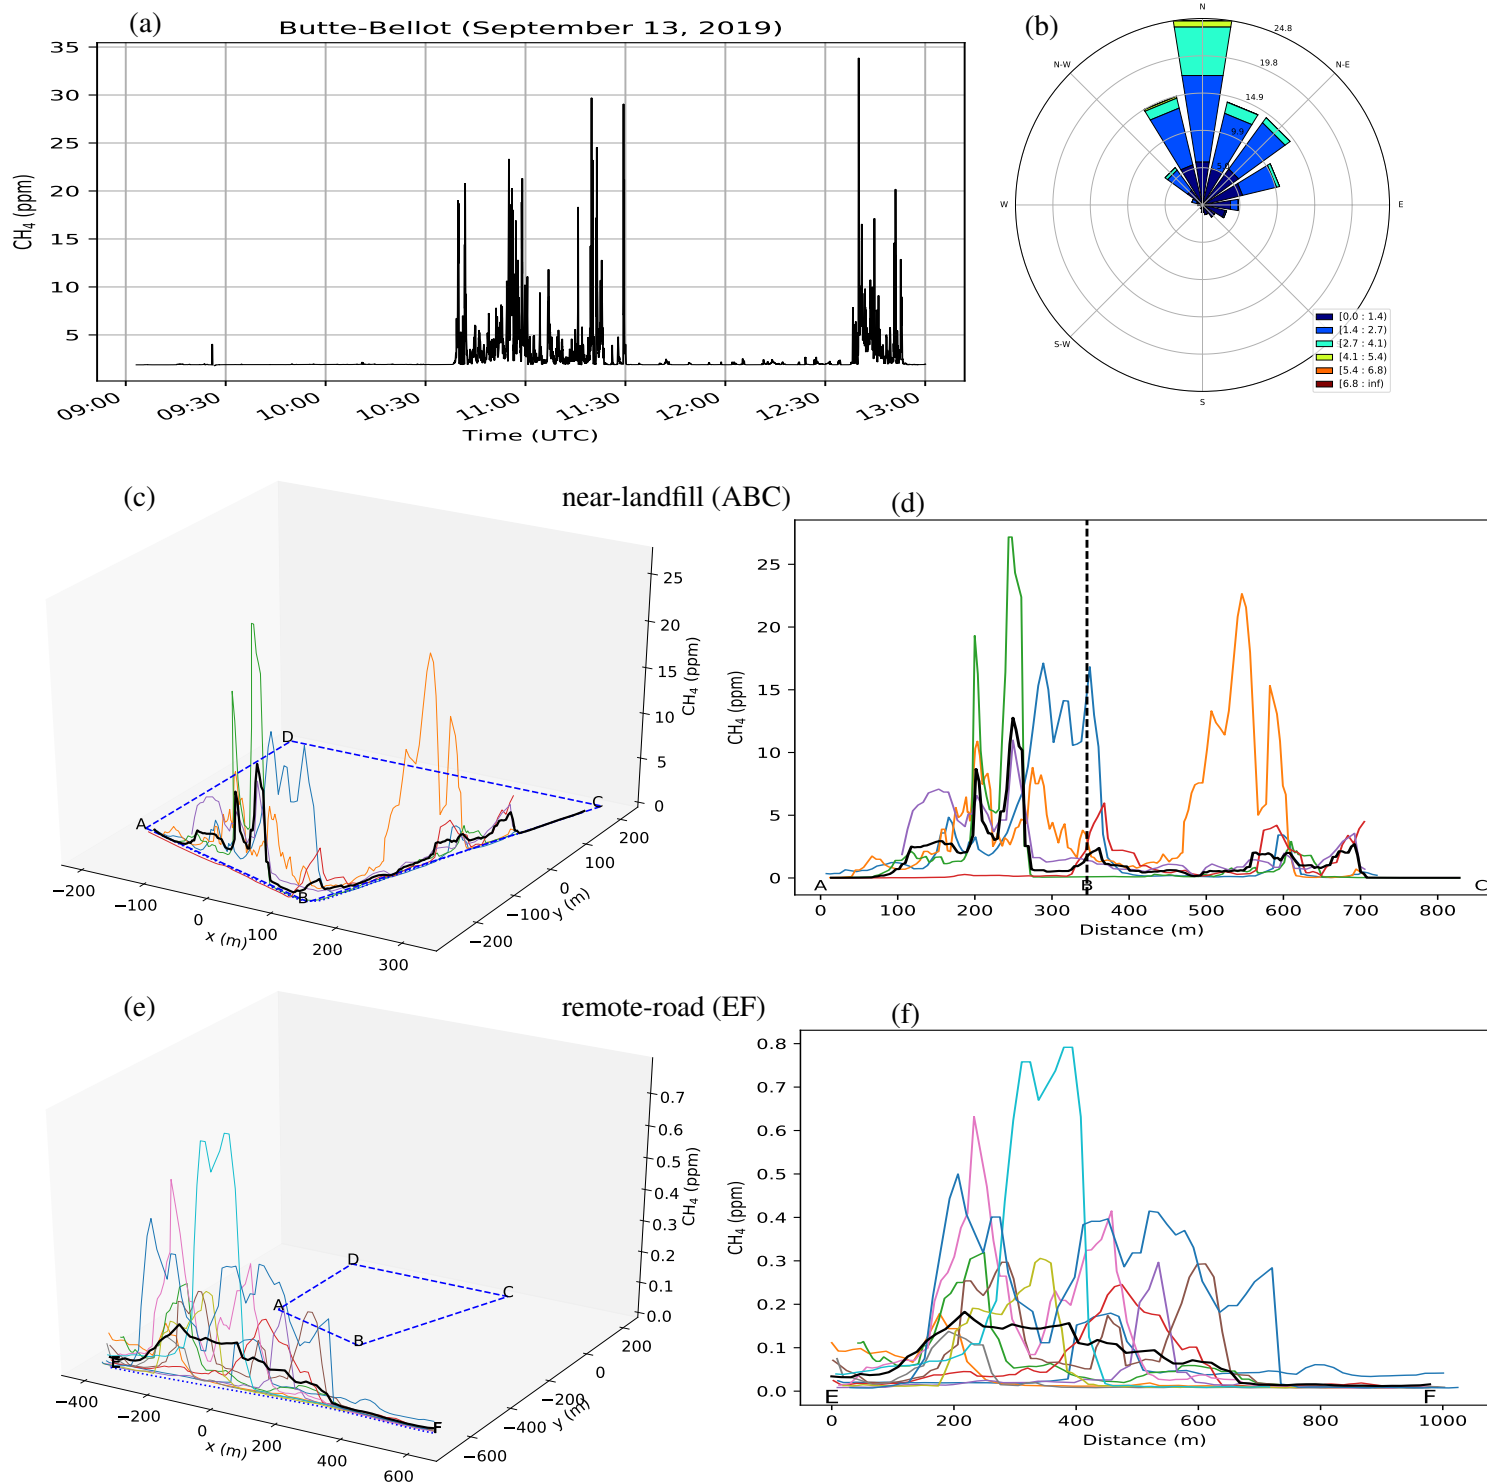 (a)
Butte-Bellot (September 13, 2019)
35
30
25
20
15
10
5
CH₄ (ppm)
09:00
09:30
10:00
10:30
11:00
11:30
12:00
12:30
13:00
Time (UTC)
(b)
N
N-W
N-E
W
E
S-W
S
24.8
19.8
14.9
9.9
[0.0 : 1.4)
[1.4 : 2.7)
[2.7 : 4.1)
[4.1 : 5.4)
[5.4 : 6.8)
[6.8 : inf)
(c)
near-landfill (ABC)
25
20
15
10
5
0
CH₄ (ppm)
D
A
B
C
−200
−100
0
100
200
300
x (m)
−200
−100
0
100
200
y (m)
(d)
25
20
15
10
5
0
CH₄ (ppm)
A
B
C
0
100
200
300
400
500
600
700
800
Distance (m)
(e)
remote-road (EF)
0.7
0.6
0.5
0.4
0.3
0.2
0.1
0.0
CH₄ (ppm)
D
A
C
B
E
F
−400
−200
0
200
400
600
x (m)
−600
−400
−200
0
200
y (m)
(f)
0.8
0.7
0.6
0.5
0.4
0.3
0.2
0.1
0.0
CH₄ (ppm)
E
F
0
200
400
600
800
1000
Distance (m)